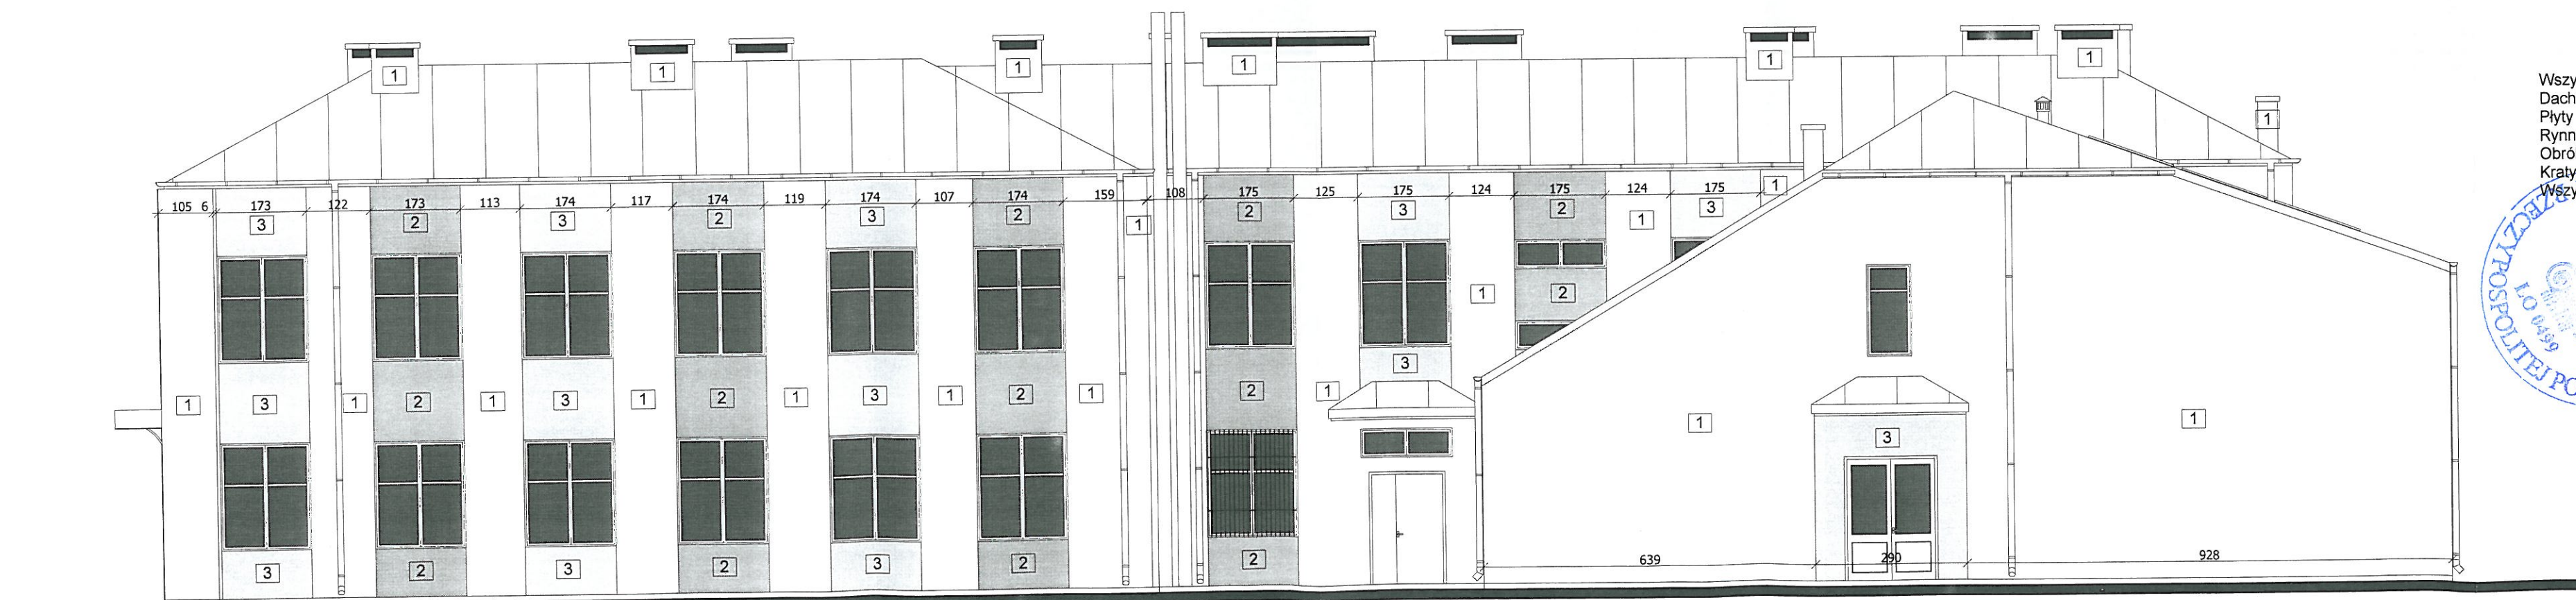 1 1 1 1 1 1 1
Wszy
Dach
Płyty
Rynn
Obró
Kraty
Wszy
105 6 173 122 173 113 174 117 174 119 174 107 174 159 108 175 125 175 124 175 124 175 1
3 2 3 2 3 2 1 2 3 2 1 3
1 2
3
1 3 1 2 1 3 1 2 1 3 1 2 1 2 1
1 3 1
3 2 3 2 3 2 2
639 290 928
RZECZYPOSPOLITEJ PO
LO 0499